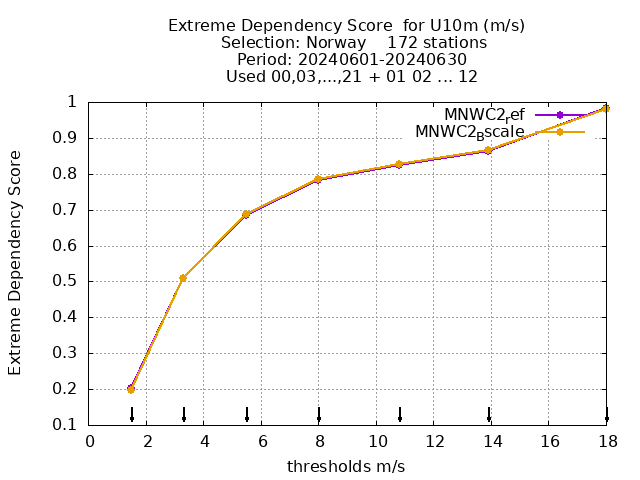 Extreme Dependency Score  for U10m (m/s)
Selection: Norway    172 stations
Period: 20240601-20240630
Used 00,03,...,21 + 01 02 ... 12
MNWC2ref
MNWC2Bscale
1
0.9
0.8
0.7
0.6
0.5
0.4
0.3
0.2
0.1
Extreme Dependency Score
0 2 4 6 8 10 12 14 16 18
thresholds m/s